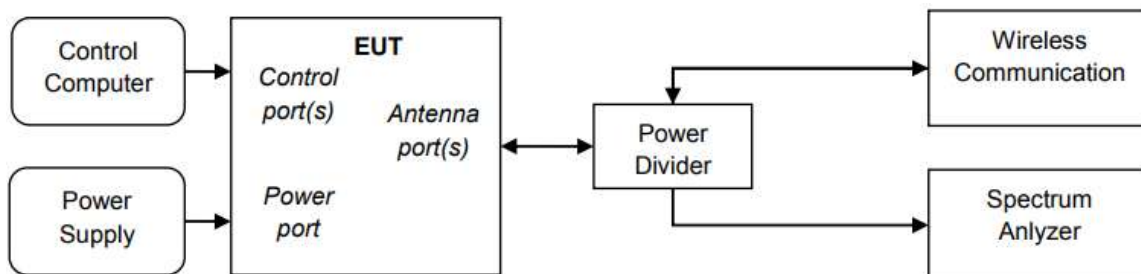 Control
Computer
Power
Supply
EUT
Control
port(s)
Antenna
port(s)
Power
port
Power
Divider
Wireless
Communication
Spectrum
Anlyzer